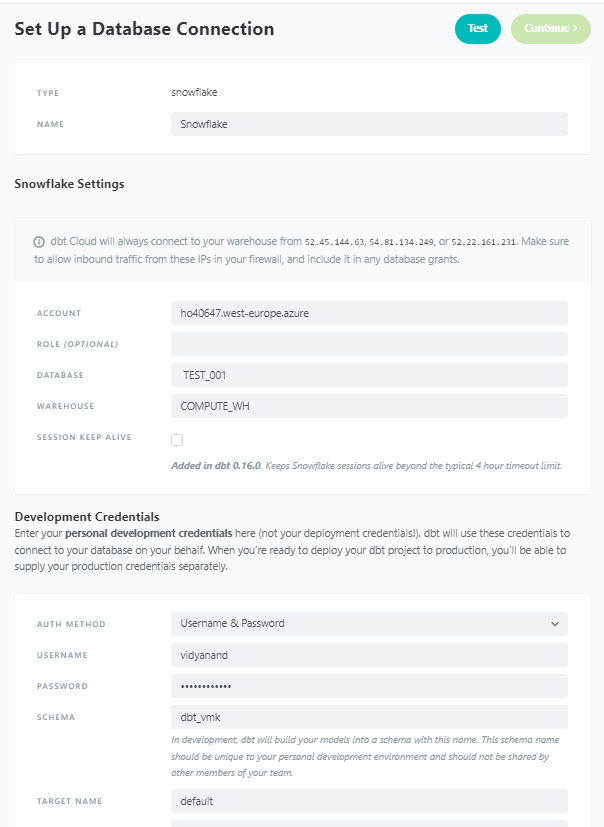 Set Up a Database Connection
Test
Continue >
TYPE
snowflake
NAME
Snowflake
Snowflake Settings
dbt Cloud will always connect to your warehouse from 52.45.144.63, 54.81.134.249, or 52.22.161.231. Make sure
to allow inbound traffic from these IPs in your firewall, and include it in any database grants.
ACCOUNT
ho40647.west-europe.azure
ROLE (OPTIONAL)
DATABASE
TEST_001
WAREHOUSE
COMPUTE_WH
SESSION KEEP ALIVE
Added in dbt 0.16.0. Keeps Snowflake sessions alive beyond the typical 4 hour timeout limit.
Development Credentials
Enter your personal development credentials here (not your deployment credentials!). dbt will use these credentials to
connect to your database on your behalf. When you're ready to deploy your dbt project to production, you'll be able to
supply your production credentials separately.
AUTH METHOD
Username & Password
USERNAME
vidyanand
PASSWORD
••••••••••••
SCHEMA
dbt_vmk
In development, dbt will build your models into a schema with this name. This schema name
should be unique to your personal development environment and should not be shared by
other members of your team.
TARGET NAME
default